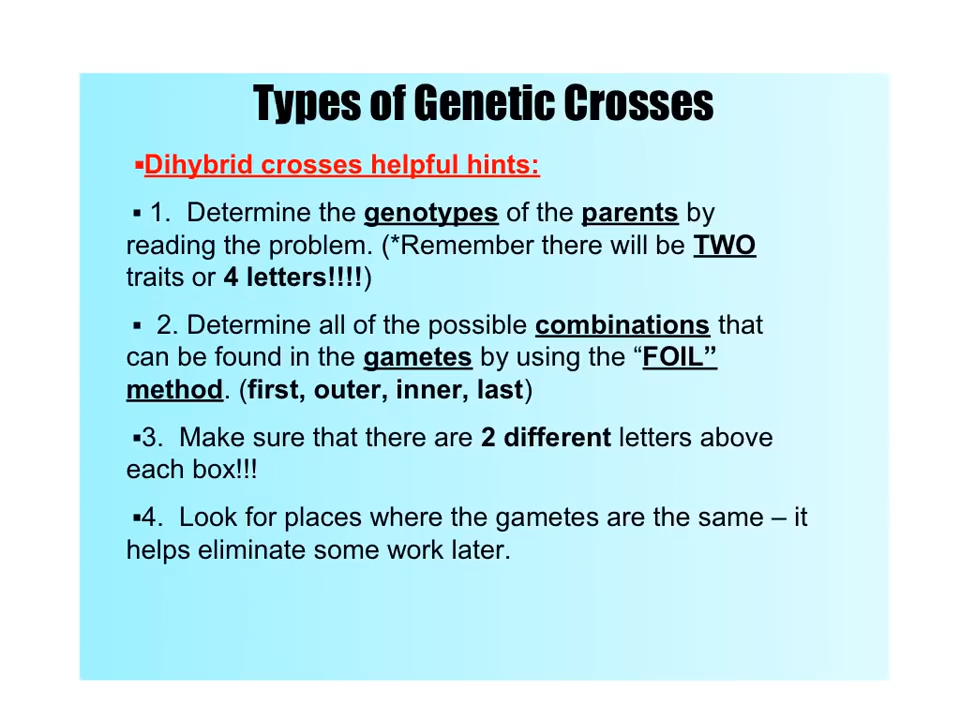 Types of Genetic Crosses
▪Dihybrid crosses helpful hints:
▪ 1. Determine the genotypes of the parents by
reading the problem. (*Remember there will be TWO
traits or 4 letters!!!!)
▪ 2. Determine all of the possible combinations that
can be found in the gametes by using the “FOIL”
method. (first, outer, inner, last)
▪3. Make sure that there are 2 different letters above
each box!!!
▪4. Look for places where the gametes are the same – it
helps eliminate some work later.